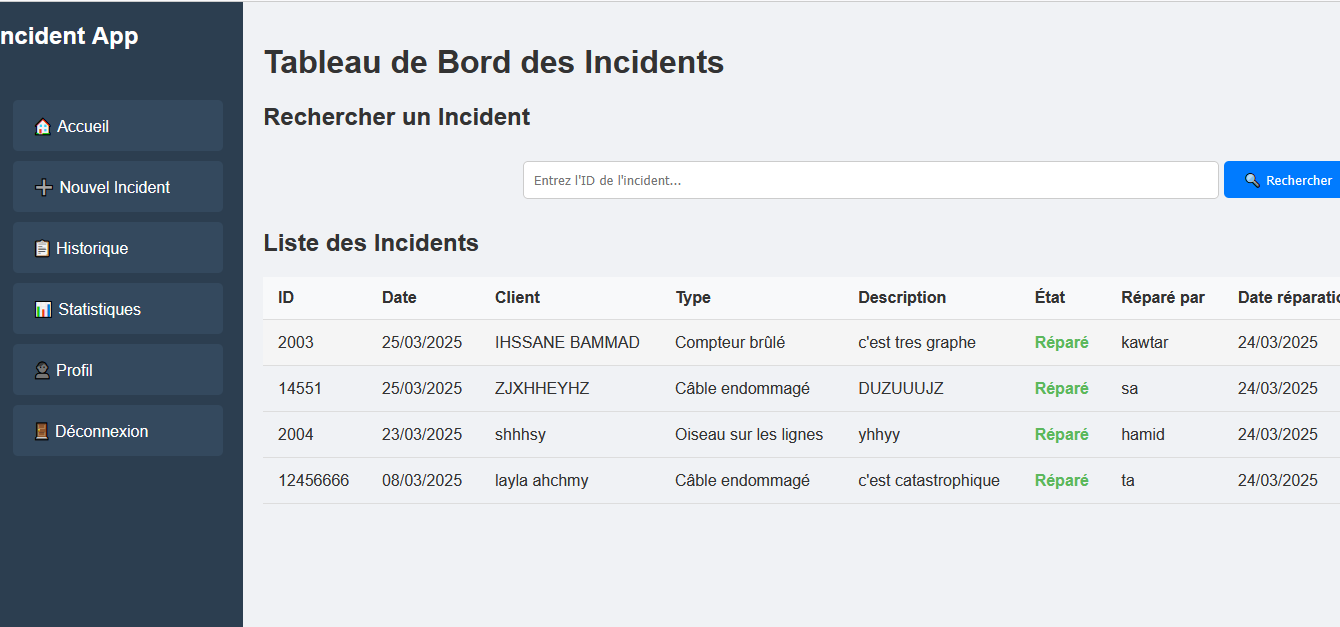 ncident App
Accueil
Nouvel Incident
Historique
Statistiques
Profil
Déconnexion
Tableau de Bord des Incidents
Rechercher un Incident
Entrez l'ID de l'incident...
Rechercher
Liste des Incidents
ID Date Client Type Description État Réparé par Date réparatio
2003 25/03/2025 IHSSANE BAMMAD Compteur brûlé c'est tres graphe Réparé kawtar 24/03/2025
14551 25/03/2025 ZJXHHEYHZ Câble endommagé DUZUUUJZ Réparé sa 24/03/2025
2004 23/03/2025 shhhsy Oiseau sur les lignes yhhyy Réparé hamid 24/03/2025
12456666 08/03/2025 layla ahchmy Câble endommagé c'est catastrophique Réparé ta 24/03/2025